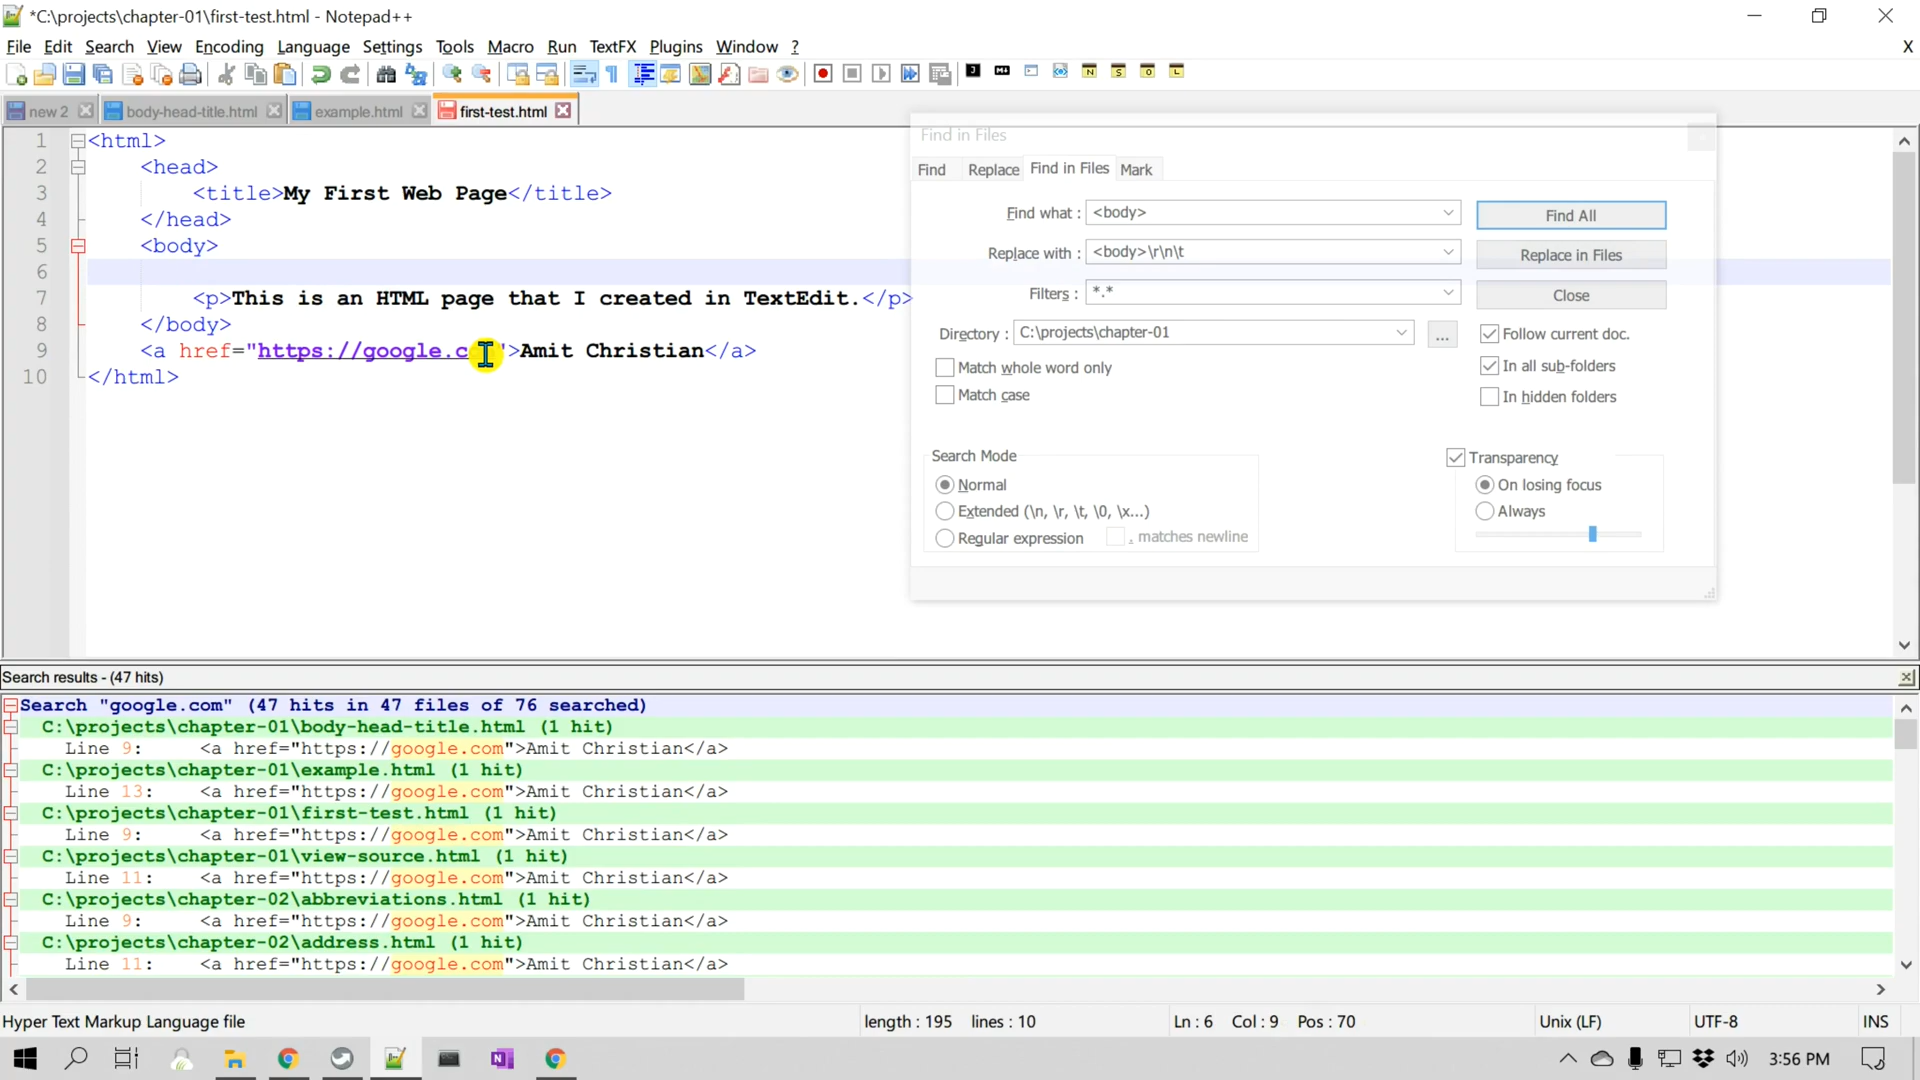 *C:\projects\chapter-01\first-test.html - Notepad++
File Edit Search View Encoding Language Settings Tools Macro Run TextFX Plugins Window ? X
new 2 body-head-title.html example.html first-test.html
1 <html>
2 <head>
3 <title>My First Web Page</title>
4 </head>
5 <body>
6
7 <p>This is an HTML page that I created in TextEdit.</p>
8 </body>
9 <a href="https://google.c ">Amit Christian</a>
10 </html>
Find in Files
Find Replace Find in Files Mark
Find what : <body> Find All
Replace with : <body>\r\n\t Replace in Files
Filters : *.* Close
Directory : C:\projects\chapter-01 ... Follow current doc.
Match whole word only In all sub-folders
Match case In hidden folders
Search Mode Transparency
Normal On losing focus
Extended (\n, \r, \t, \0, \x...) Always
Regular expression . matches newline
Search results - (47 hits)
Search "google.com" (47 hits in 47 files of 76 searched)
C:\projects\chapter-01\body-head-title.html (1 hit)
Line 9: <a href="https://google.com">Amit Christian</a>
C:\projects\chapter-01\example.html (1 hit)
Line 13: <a href="https://google.com">Amit Christian</a>
C:\projects\chapter-01\first-test.html (1 hit)
Line 9: <a href="https://google.com">Amit Christian</a>
C:\projects\chapter-01\view-source.html (1 hit)
Line 11: <a href="https://google.com">Amit Christian</a>
C:\projects\chapter-02\abbreviations.html (1 hit)
Line 9: <a href="https://google.com">Amit Christian</a>
C:\projects\chapter-02\address.html (1 hit)
Line 11: <a href="https://google.com">Amit Christian</a>
Hyper Text Markup Language file length : 195 lines : 10 Ln : 6 Col : 9 Pos : 70 Unix (LF) UTF-8 INS
3:56 PM